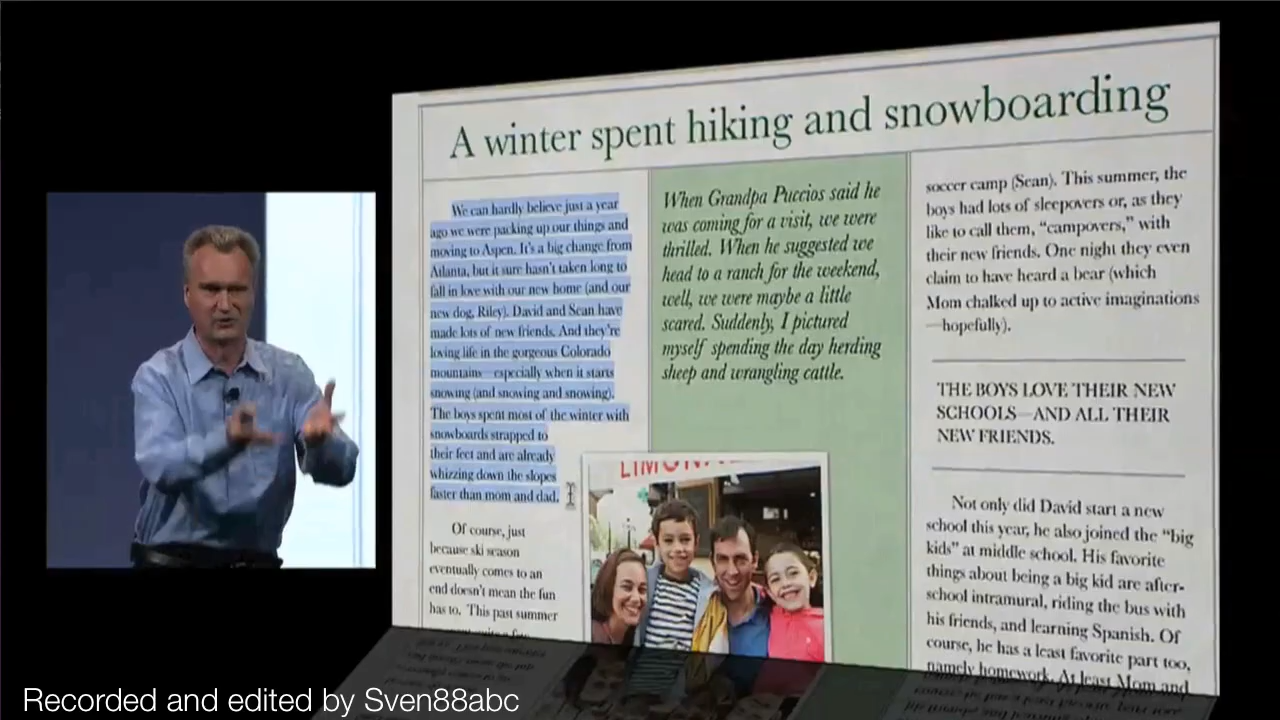 A winter spent hiking and snowboarding
We can hardly believe just a year
ago we were packing up our things and
moving to Aspen. It's a big change from
Atlanta, but it sure hasn't taken long to
fall in love with our new home (and our
new dog, Riley). David and Sean have
made lots of new friends. And they're
loving life in the gorgeous Colorado
mountains—especially when it starts
snowing (and snowing and snowing).
The boys spent most of the winter with
snowboards strapped to
their feet and are already
whizzing down the slopes
faster than mom and dad.
Of course, just
because ski season
eventually comes to an
end doesn't mean the fun
has to. This past summer
When Grandpa Puccios said he
was coming for a visit, we were
thrilled. When he suggested we
head to a ranch for the weekend,
well, we were maybe a little
scared. Suddenly, I pictured
myself spending the day herding
sheep and wrangling cattle.
soccer camp (Sean). This summer, the
boys had lots of sleepovers or, as they
like to call them, “campovers,” with
their new friends. One night they even
claim to have heard a bear (which
Mom chalked up to active imaginations
—hopefully).
THE BOYS LOVE THEIR NEW
SCHOOLS—AND ALL THEIR
NEW FRIENDS.
Not only did David start a new
school this year, he also joined the “big
kids” at middle school. His favorite
things about being a big kid are after-
school intramural, riding the bus with
his friends, and learning Spanish. Of
course, he has a least favorite part too,
namely homework. At least Mom and
Recorded and edited by Sven88abc